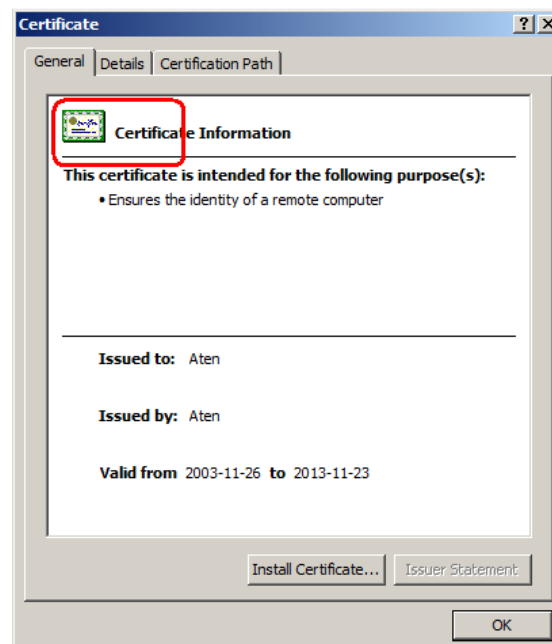 Certificate
General Details Certification Path
Certificate Information
This certificate is intended for the following purpose(s):
• Ensures the identity of a remote computer
Issued to: Aten
Issued by: Aten
Valid from 2003-11-26 to 2013-11-23
Install Certificate... Issuer Statement
OK